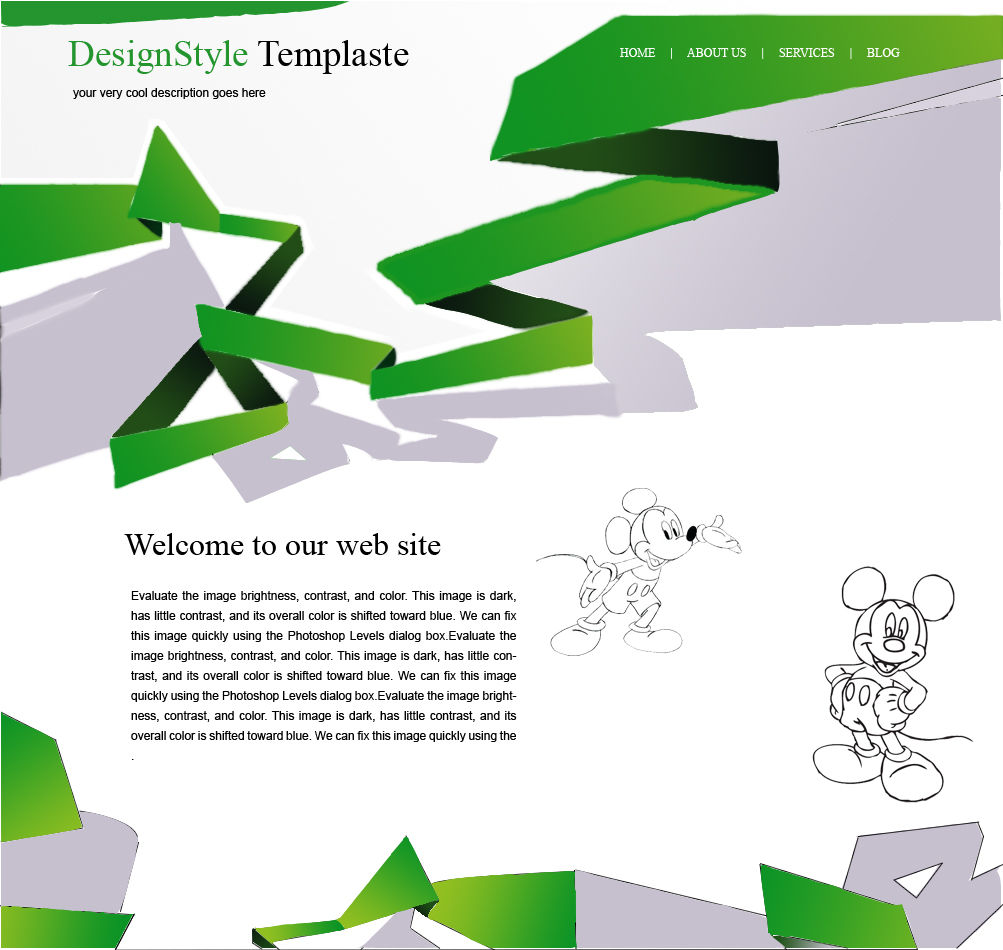 DesignStyle Templaste
your very cool description goes here
HOME | ABOUT US | SERVICES | BLOG
Welcome to our web site
Evaluate the image brightness, contrast, and color. This image is dark,
has little contrast, and its overall color is shifted toward blue. We can fix
this image quickly using the Photoshop Levels dialog box.Evaluate the
image brightness, contrast, and color. This image is dark, has little con-
trast, and its overall color is shifted toward blue. We can fix this image
quickly using the Photoshop Levels dialog box.Evaluate the image bright-
ness, contrast, and color. This image is dark, has little contrast, and its
overall color is shifted toward blue. We can fix this image quickly using the
.